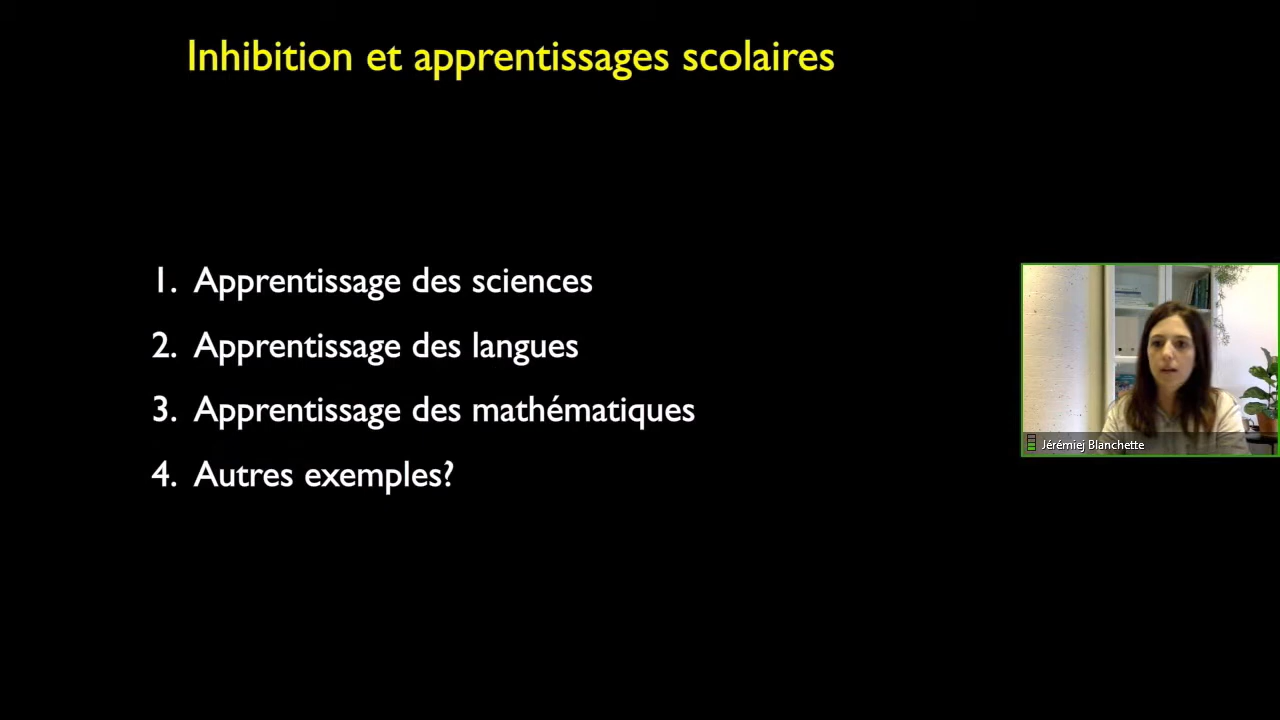 Inhibition et apprentissages scolaires
1. Apprentissage des sciences
2. Apprentissage des langues
3. Apprentissage des mathématiques
4. Autres exemples?
Jérémiej Blanchette